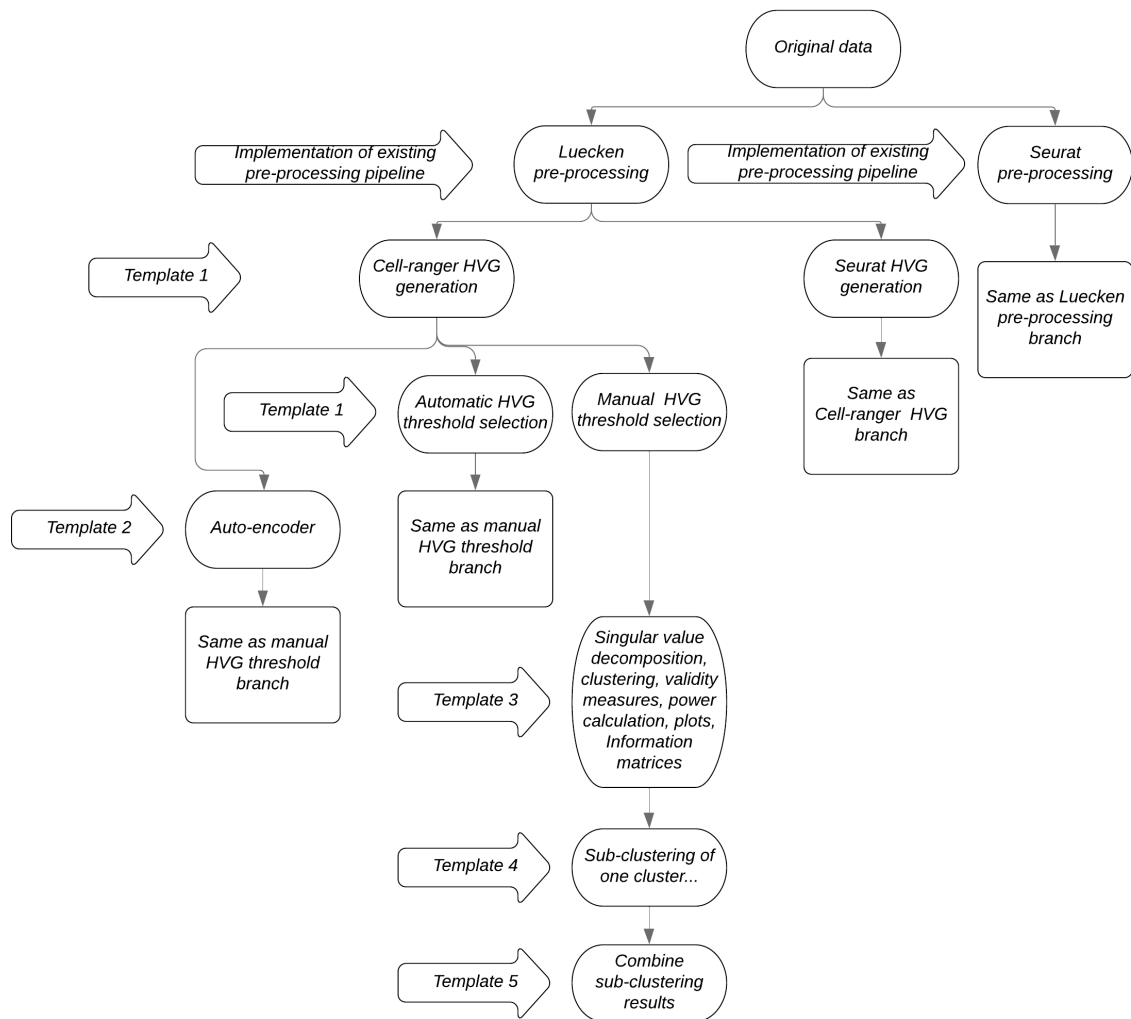 Original data
Implementation of existing
pre-processing pipeline
Luecken
pre-processing
Implementation of existing
pre-processing pipeline
Seurat
pre-processing
Template 1
Cell-ranger HVG
generation
Seurat HVG
generation
Same as Luecken
pre-processing
branch
Template 1
Automatic HVG
threshold selection
Manual HVG
threshold selection
Same as
Cell-ranger HVG
branch
Template 2
Auto-encoder
Same as manual
HVG threshold
branch
Same as manual
HVG threshold
branch
Template 3
Singular value
decomposition,
clustering, validity
measures, power
calculation, plots,
Information
matrices
Template 4
Sub-clustering of
one cluster...
Template 5
Combine
sub-clustering
results